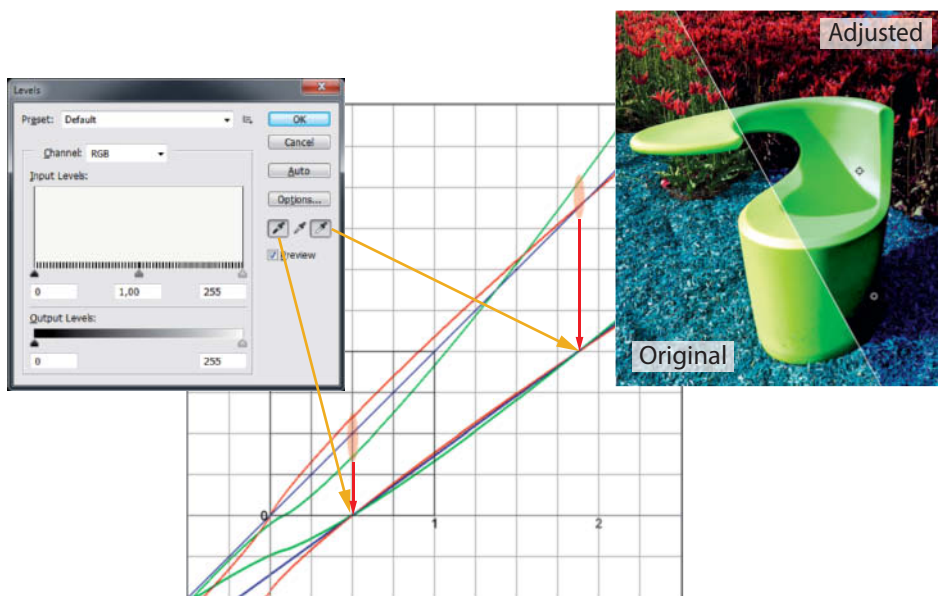 Adjusted
Levels
Preset: Default
OK
Cancel
Channel: RGB
Auto
Input Levels:
Options...
Preview
0 1,00 255
Output Levels:
0 255
Original
0 1 2